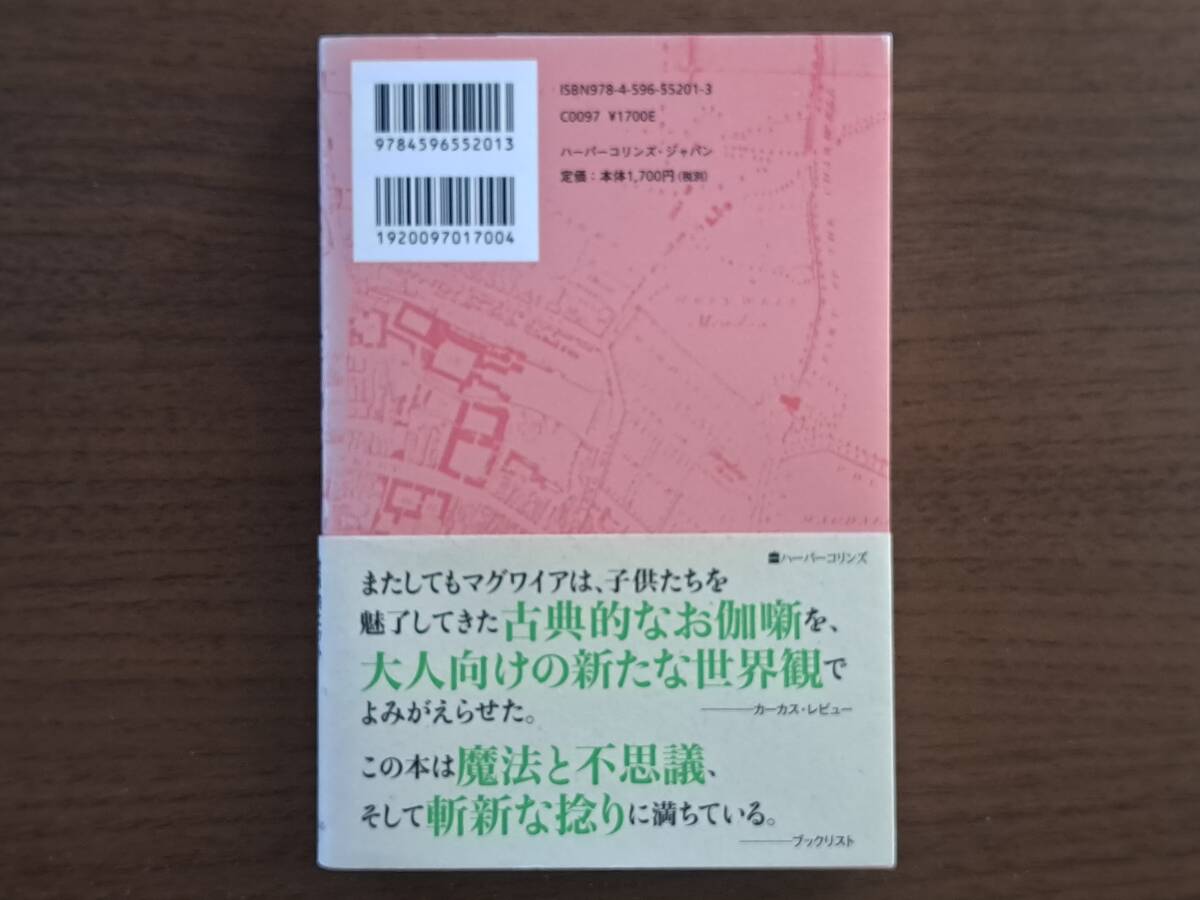 ISBN978-4-596-55201-3
C0097 ¥1700E
9784596552013
ハーパーコリンズ・ジャパン
定価：本体1,700円（税別）
1920097017004
ハーパーコリンズ
またしてもマグワイアは、子供たちを
魅了してきた古典的なお伽噺を、
大人向けの新たな世界観で
よみがえらせた。
————カーカス・レビュー
この本は魔法と不思議、
そして斬新な捻りに満ちている。
————ブックリスト